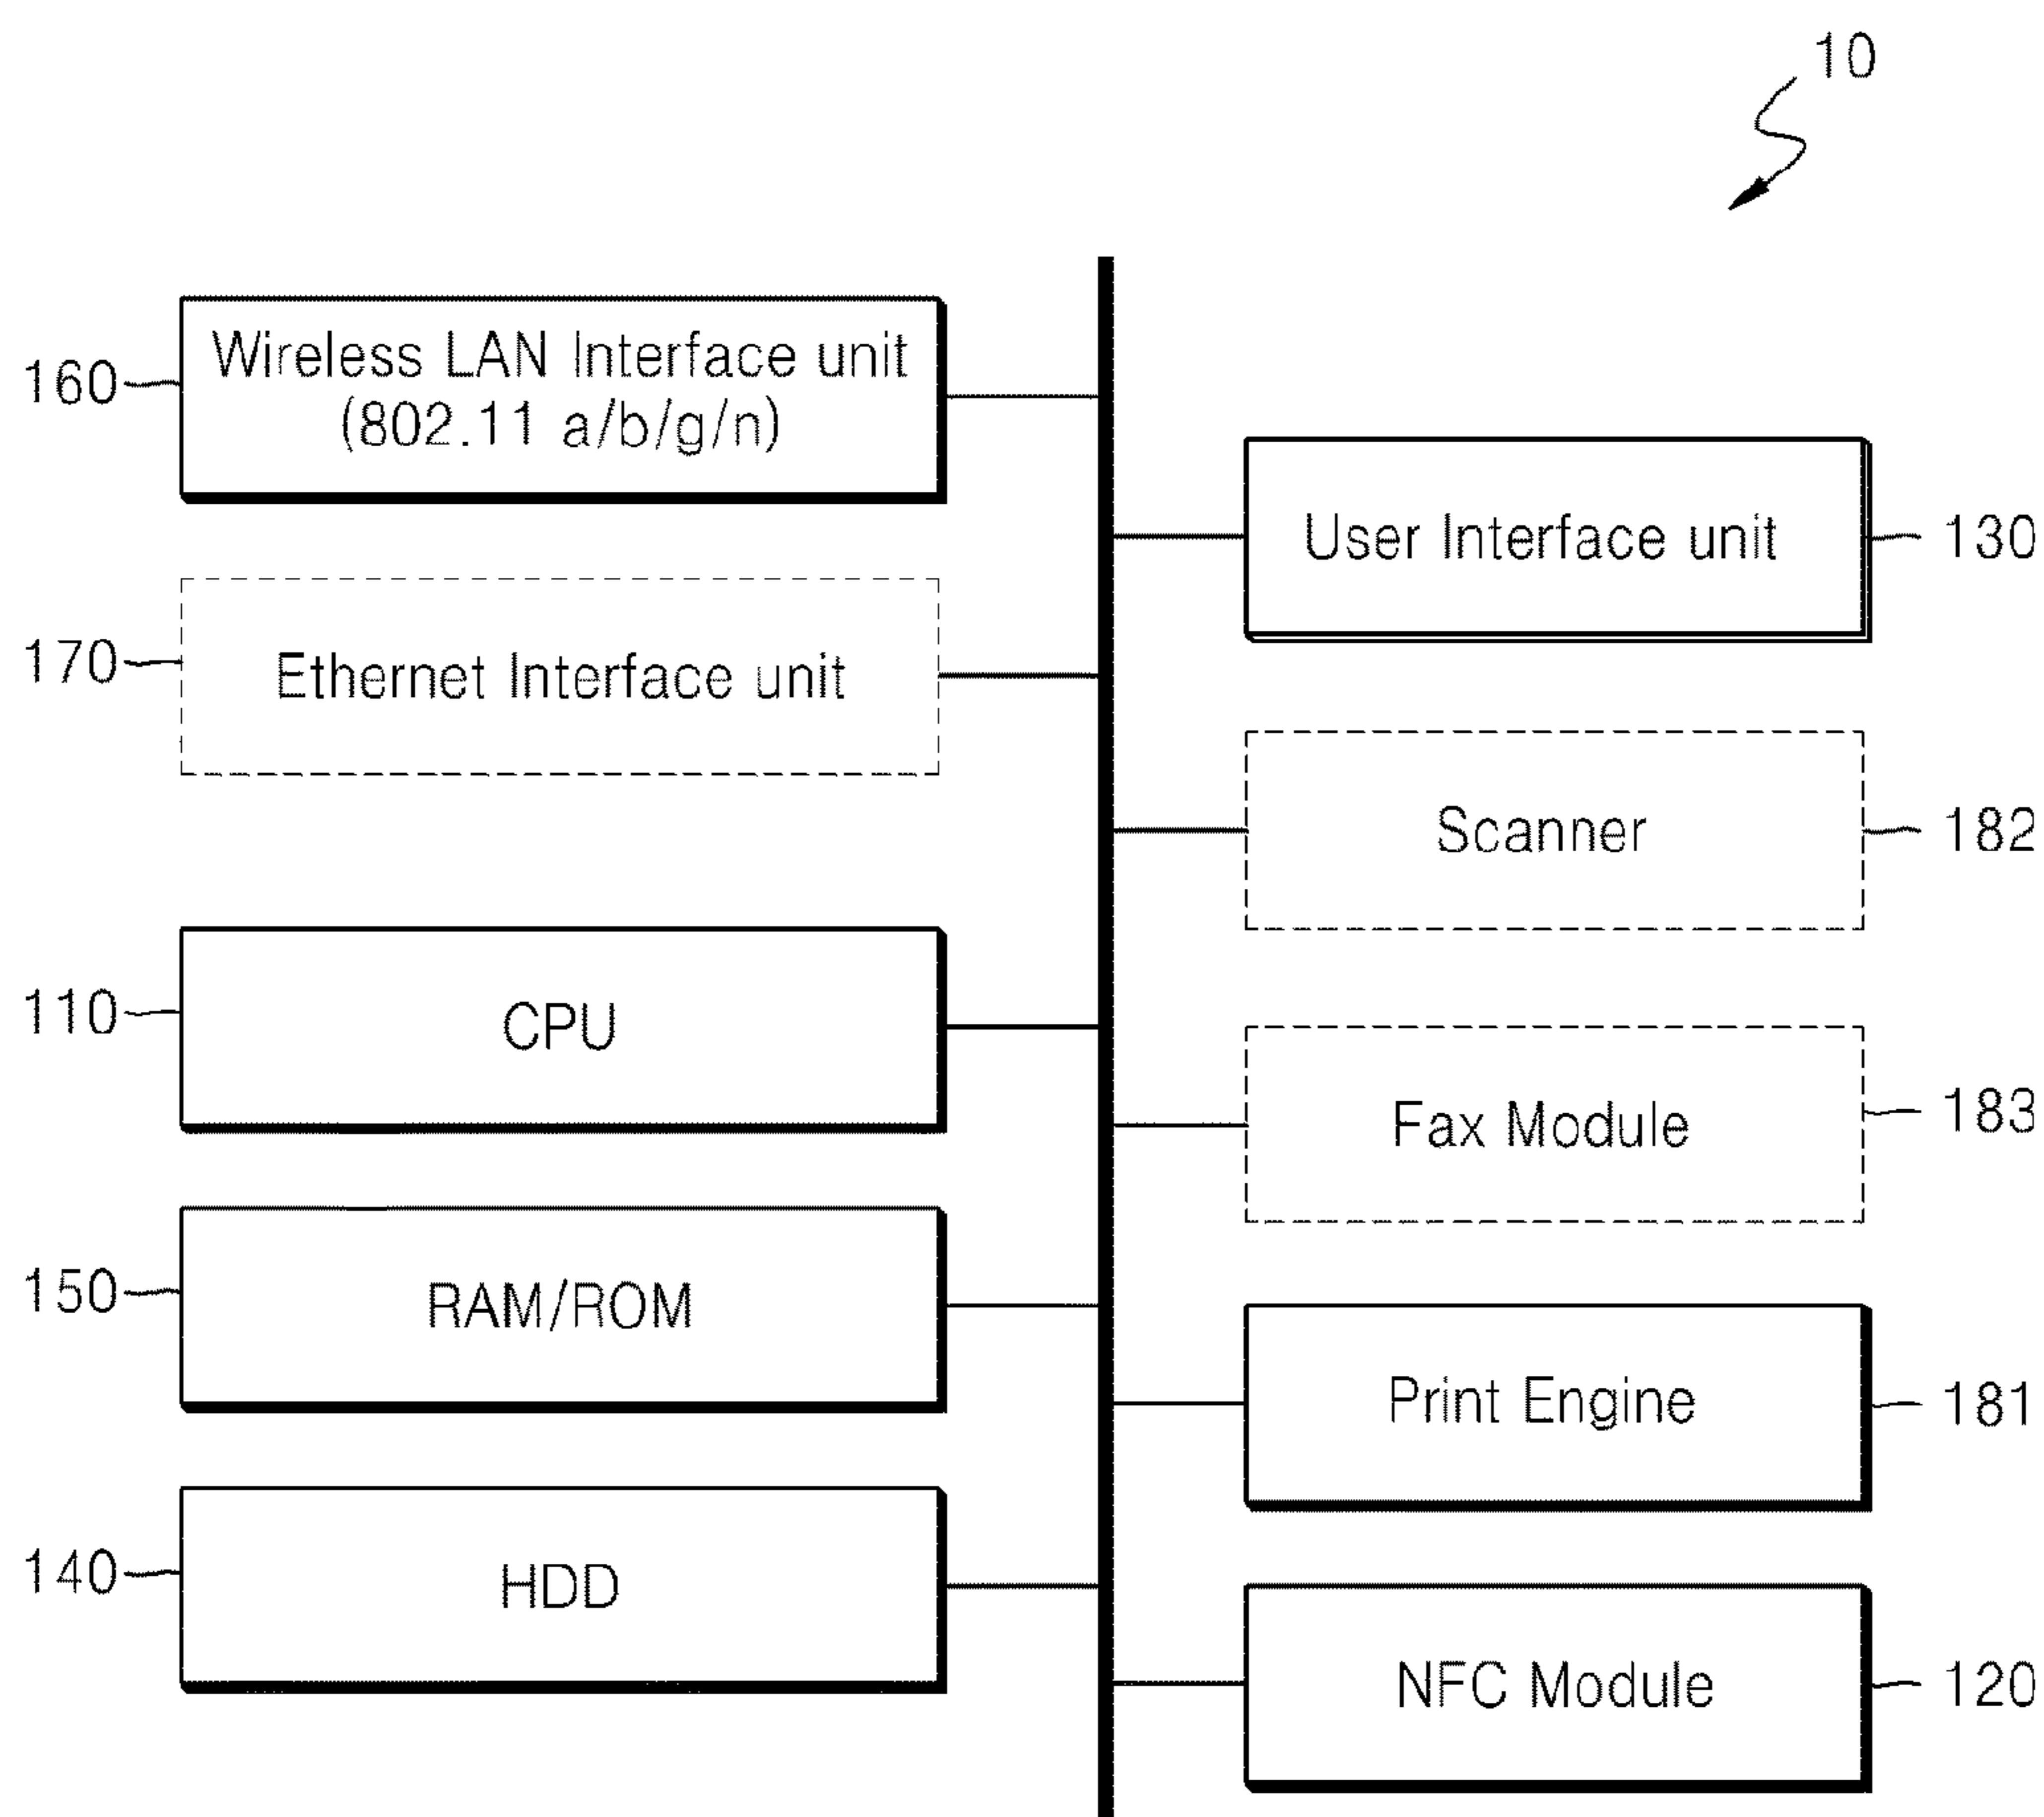 10
160
Wireless LAN Interface unit
(802.11 a/b/g/n)
User Interface unit
130
170
Ethernet Interface unit
Scanner
182
110
CPU
Fax Module
183
150
RAM/ROM
Print Engine
181
140
HDD
NFC Module
120